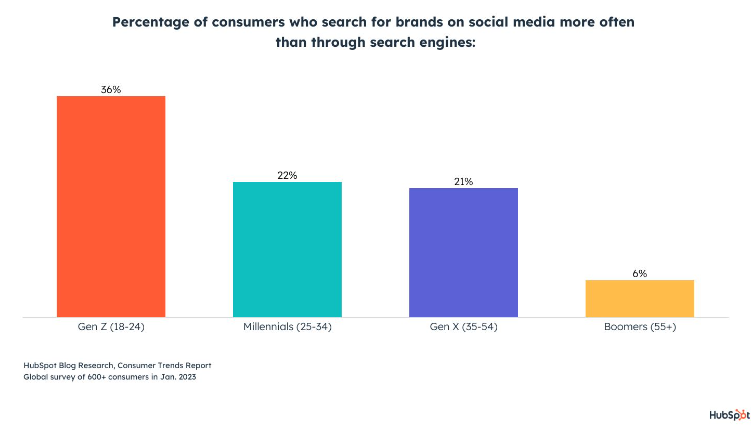 Percentage of consumers who search for brands on social media more often
than through search engines:
36%
22%
21%
6%
Gen Z (18-24)
Millennials (25-34)
Gen X (35-54)
Boomers (55+)
HubSpot Blog Research, Consumer Trends Report
Global survey of 600+ consumers in Jan. 2023
HubSpot